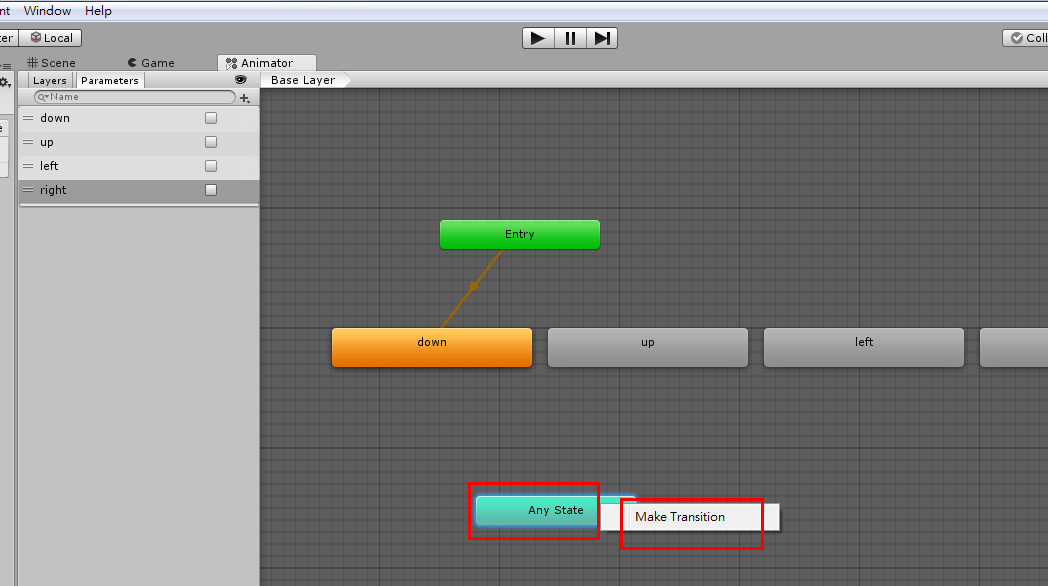 nt Window Help
ter Local Coll
Scene Game Animator
Layers Parameters Base Layer
Name
down
up
left
right
Entry
down up left
Any State
Make Transition